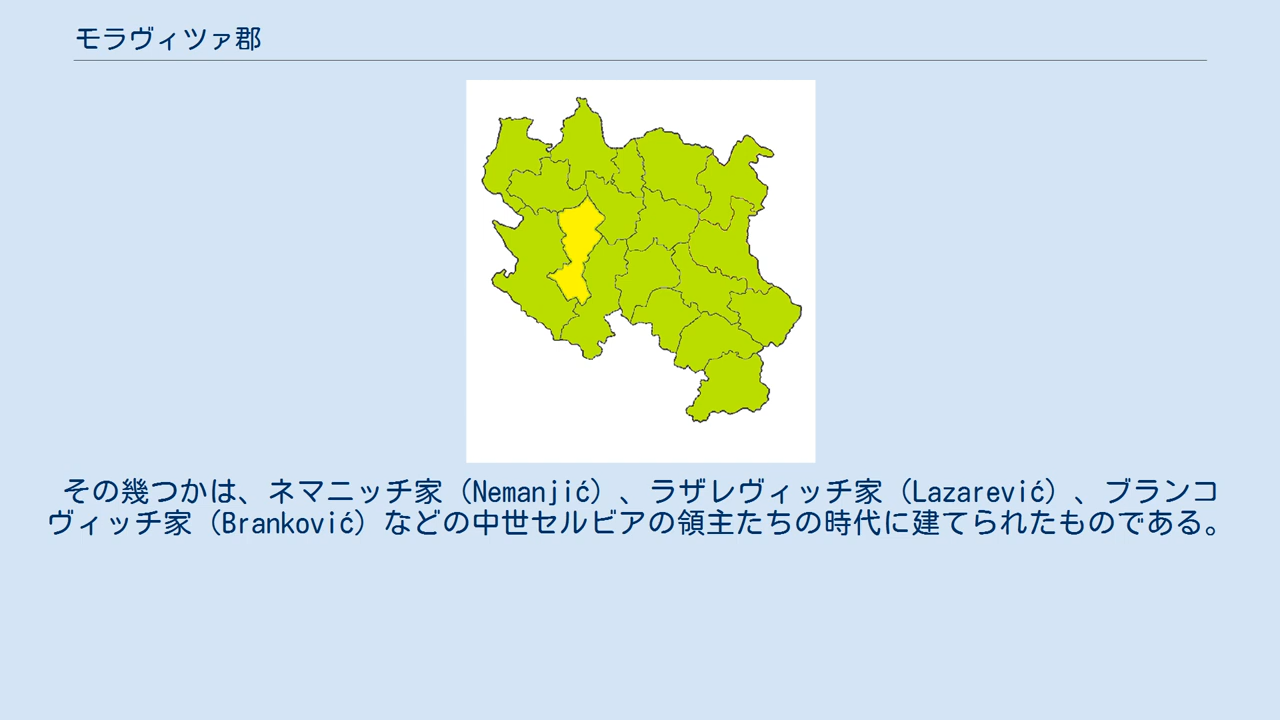 モラヴィツァ郡
その幾つかは、ネマニッチ家（Nemanjić）、ラザレヴィッチ家（Lazarević）、ブランコ
ヴィッチ家（Branković）などの中世セルビアの領主たちの時代に建てられたものである。